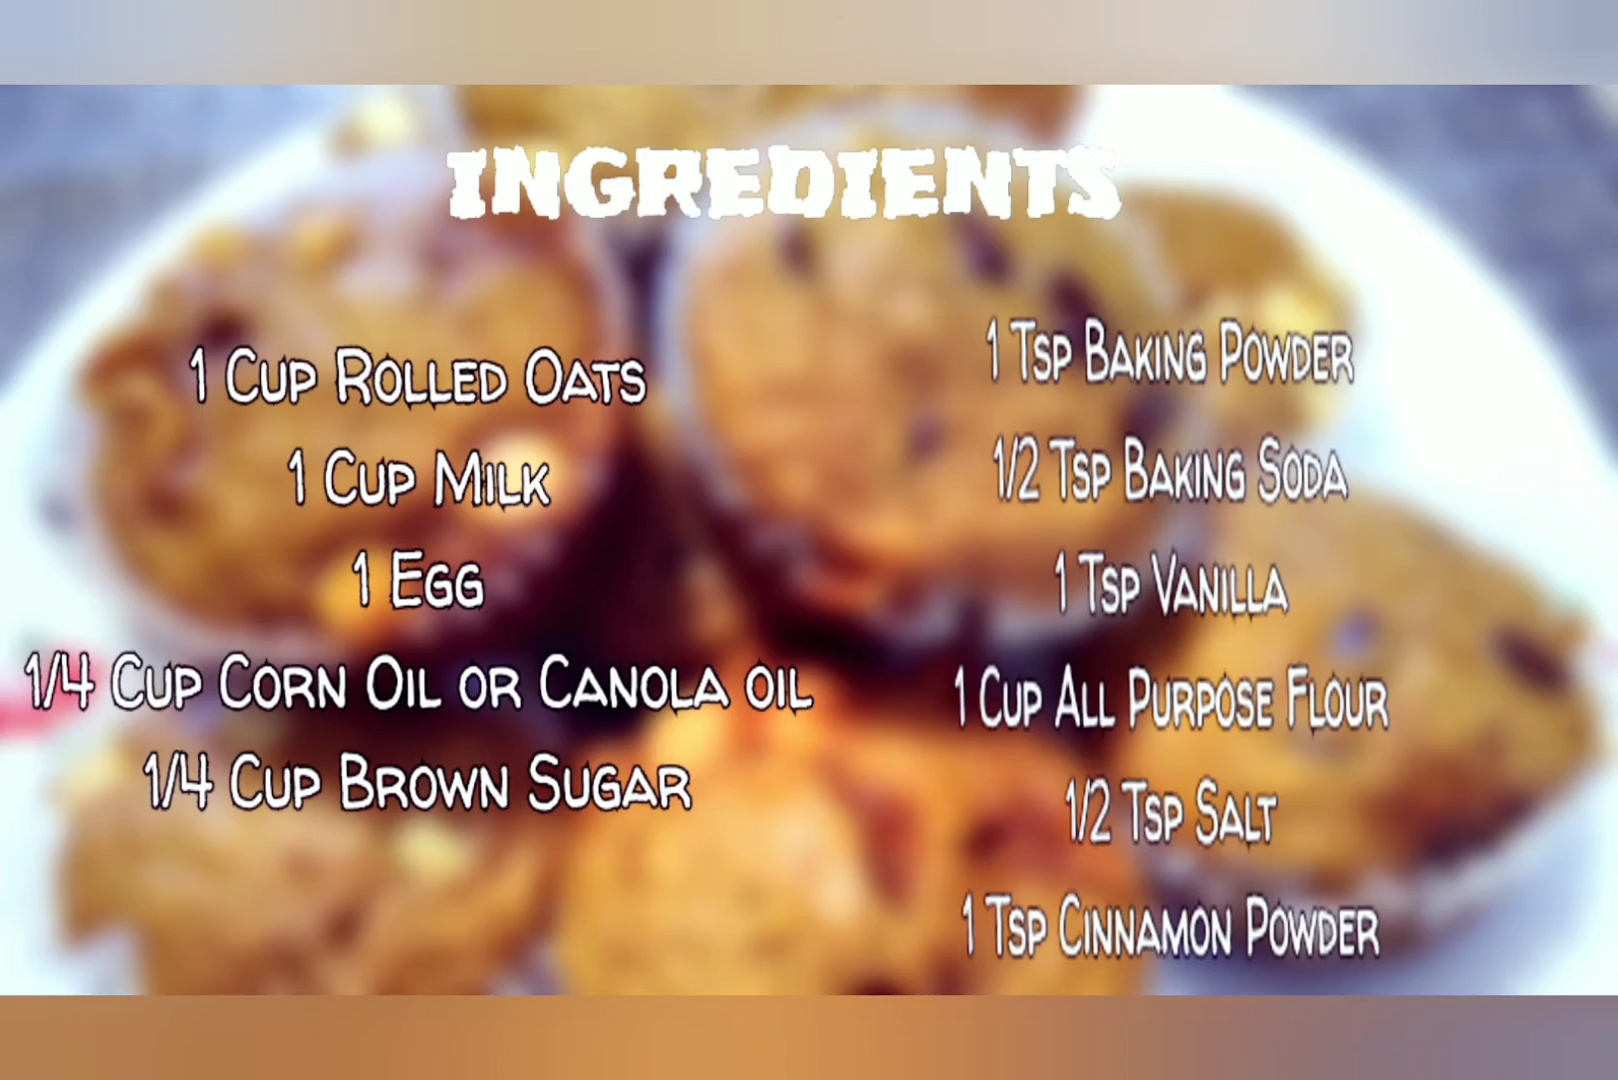 INGREDIENTS
1 Cup Rolled Oats
1 Cup Milk
1 Egg
1/4 Cup Corn Oil or Canola oil
1/4 Cup Brown Sugar
1 Tsp Baking Powder
1/2 Tsp Baking Soda
1 Tsp Vanilla
1 Cup All Purpose Flour
1/2 Tsp Salt
1 Tsp Cinnamon Powder